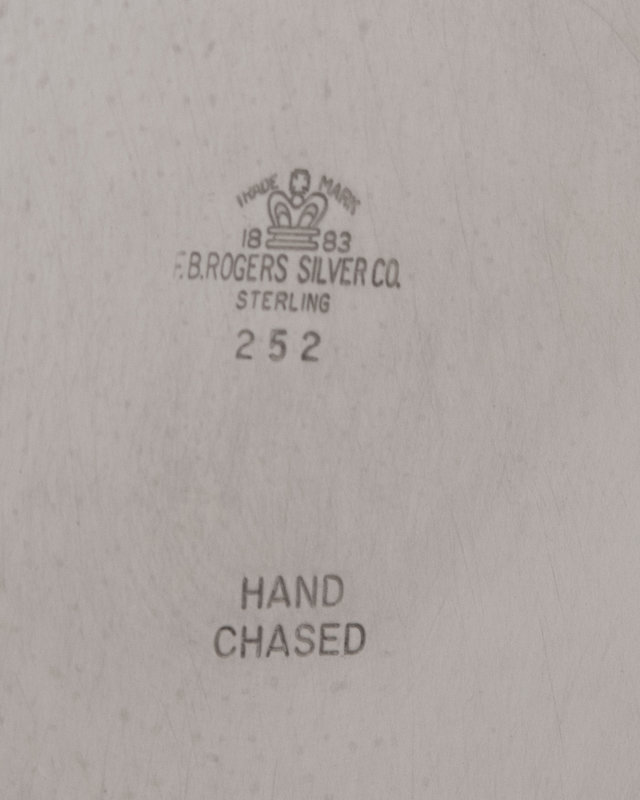 TRADE MARK
18 83
F.B.ROGERS SILVER CO.
STERLING
252
HAND
CHASED